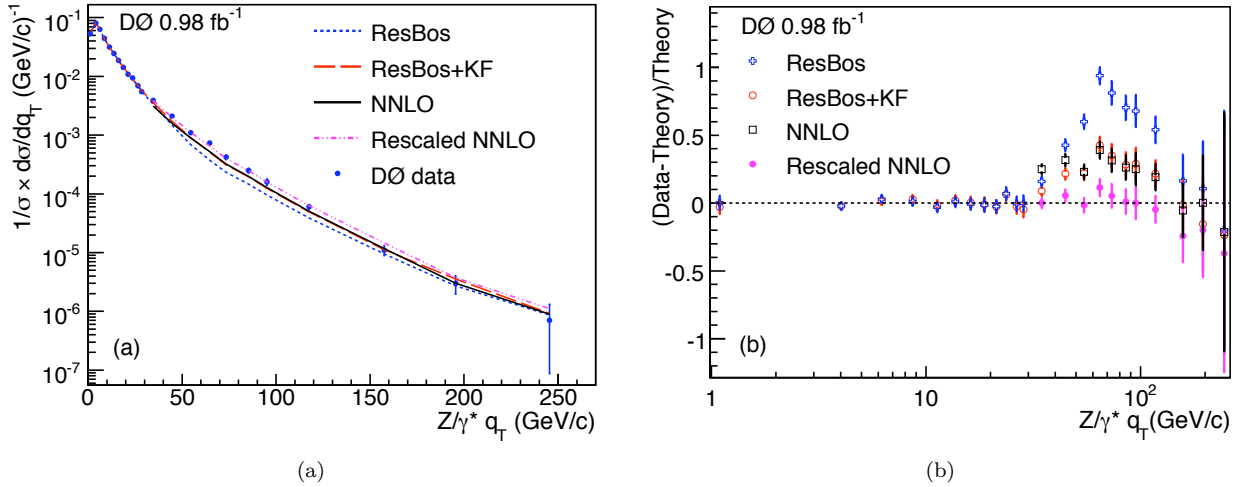 DØ 0.98 fb⁻¹
ResBos
ResBos+KF
NNLO
Rescaled NNLO
DØ data
1/σ × dσ/dq_T (GeV/c)⁻¹
10⁻¹
10⁻²
10⁻³
10⁻⁴
10⁻⁵
10⁻⁶
10⁻⁷
(a)
0 50 100 150 200 250
Z/γ* q_T (GeV/c)
(a)
DØ 0.98 fb⁻¹
ResBos
ResBos+KF
NNLO
Rescaled NNLO
(Data-Theory)/Theory
1
0.5
0
-0.5
-1
(b)
1 10 10²
Z/γ* q_T (GeV/c)
(b)